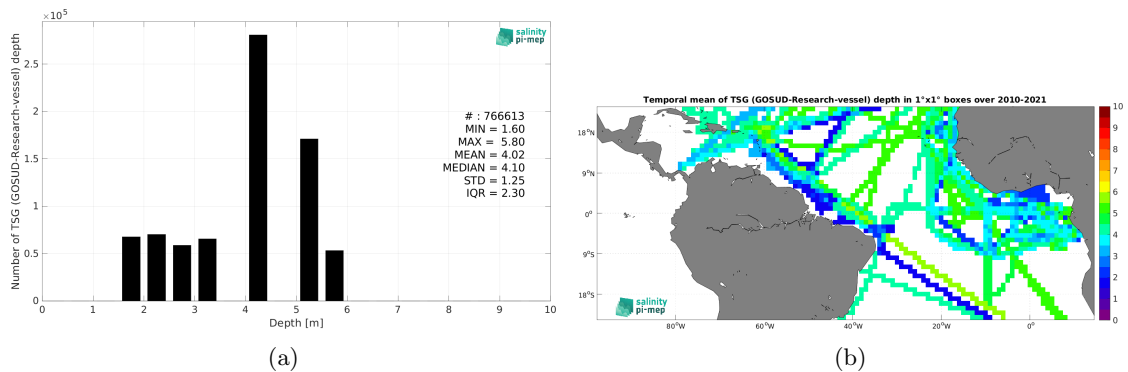 ×10⁵
Number of TSG (GOSUD-Research-vessel) depth
2.5
2
1.5
1
0.5
0
0 1 2 3 4 5 6 7 8 9 10
Depth [m]
salinity
pi-mep
# : 766613
MIN = 1.60
MAX = 5.80
MEAN = 4.02
MEDIAN = 4.10
STD = 1.25
IQR = 2.30
(a)
Temporal mean of TSG (GOSUD-Research-vessel) depth in 1°x1° boxes over 2010-2021
18°N
9°N
0°
9°S
18°S
80°W 60°W 40°W 20°W 0°
salinity
pi-mep
10
9
8
7
6
5
4
3
2
1
0
(b)